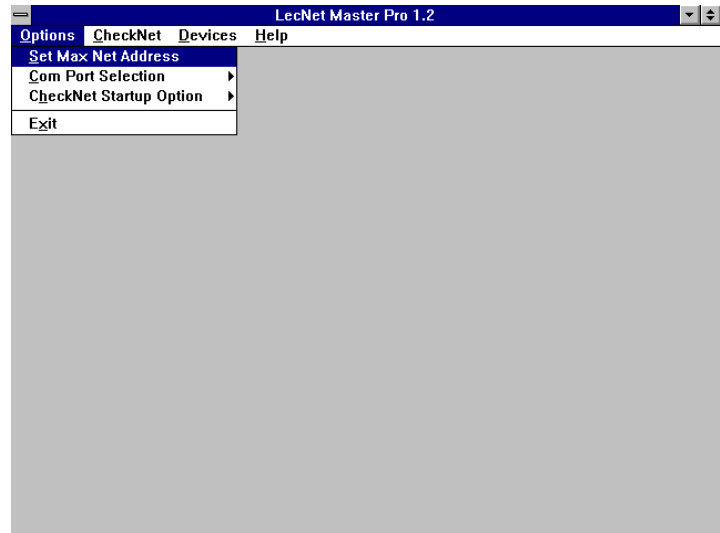 LecNet Master Pro 1.2
Options CheckNet Devices Help
Set Max Net Address
Com Port Selection
CheckNet Startup Option
Exit